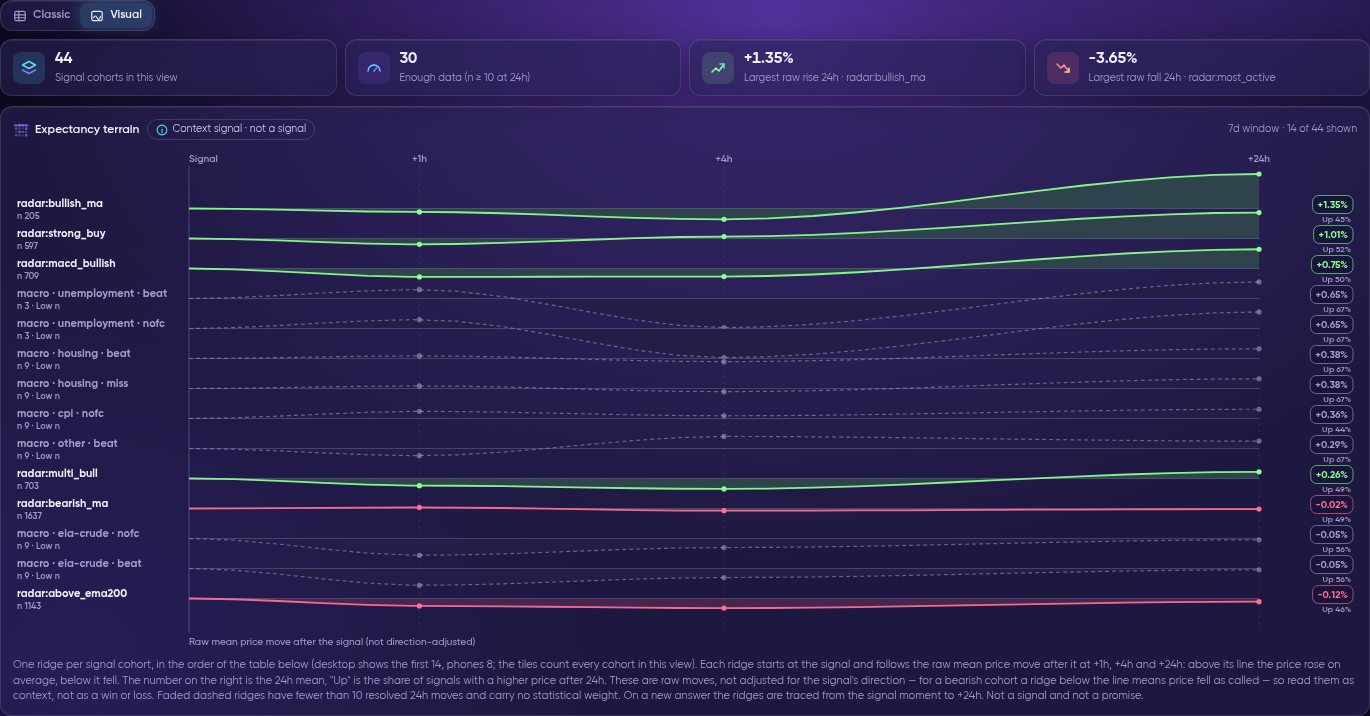 Classic
Visual
44
Signal cohorts in this view
30
Enough data (n ≥ 10 at 24h)
+1.35%
Largest raw rise 24h · radar:bullish_ma
-3.65%
Largest raw fall 24h · radar:most_active
Expectancy terrain
Context signal · not a signal
7d window · 14 of 44 shown
Signal +1h +4h +24h
radar:bullish_ma
n 205
+1.35%
Up 45%
radar:strong_buy
n 597
+1.01%
Up 52%
radar:macd_bullish
n 709
+0.75%
Up 50%
macro · unemployment · beat
n 3 · Low n
+0.65%
Up 67%
macro · unemployment · nofc
n 3 · Low n
+0.65%
Up 67%
macro · housing · beat
n 9 · Low n
+0.38%
Up 67%
macro · housing · miss
n 9 · Low n
+0.38%
Up 67%
macro · cpi · nofc
n 9 · Low n
+0.36%
Up 44%
macro · other · beat
n 9 · Low n
+0.29%
Up 67%
radar:multi_bull
n 703
+0.26%
Up 49%
radar:bearish_ma
n 1637
-0.02%
Up 49%
macro · eia-crude · nofc
n 9 · Low n
-0.05%
Up 56%
macro · eia-crude · beat
n 9 · Low n
-0.05%
Up 56%
radar:above_ema200
n 1143
-0.12%
Up 46%
Raw mean price move after the signal (not direction-adjusted)
One ridge per signal cohort, in the order of the table below (desktop shows the first 14, phones 8; the tiles count every cohort in this view). Each ridge starts at the signal and follows the raw mean price move after it at +1h, +4h and +24h: above its line the price rose on
average, below it fell. The number on the right is the 24h mean, "Up" is the share of signals with a higher price after 24h. These are raw moves, not adjusted for the signal's direction — for a bearish cohort a ridge below the line means price fell as called — so read them as
context, not as a win or loss. Faded dashed ridges have fewer than 10 resolved 24h moves and carry no statistical weight. On a new answer the ridges are traced from the signal moment to +24h. Not a signal and not a promise.